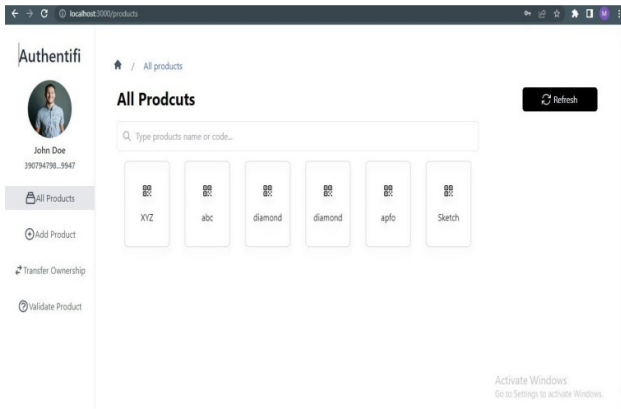 localhost:3000/products
M
Authentifi
John Doe
390794798...9947
All Products
Add Product
Transfer Ownership
Validate Product
/ All products
All Prodcuts
Refresh
Type products name or code...
XYZ
abc
diamond
diamond
apfo
Sketch
Activate Windows
Go to Settings to activate Windows.